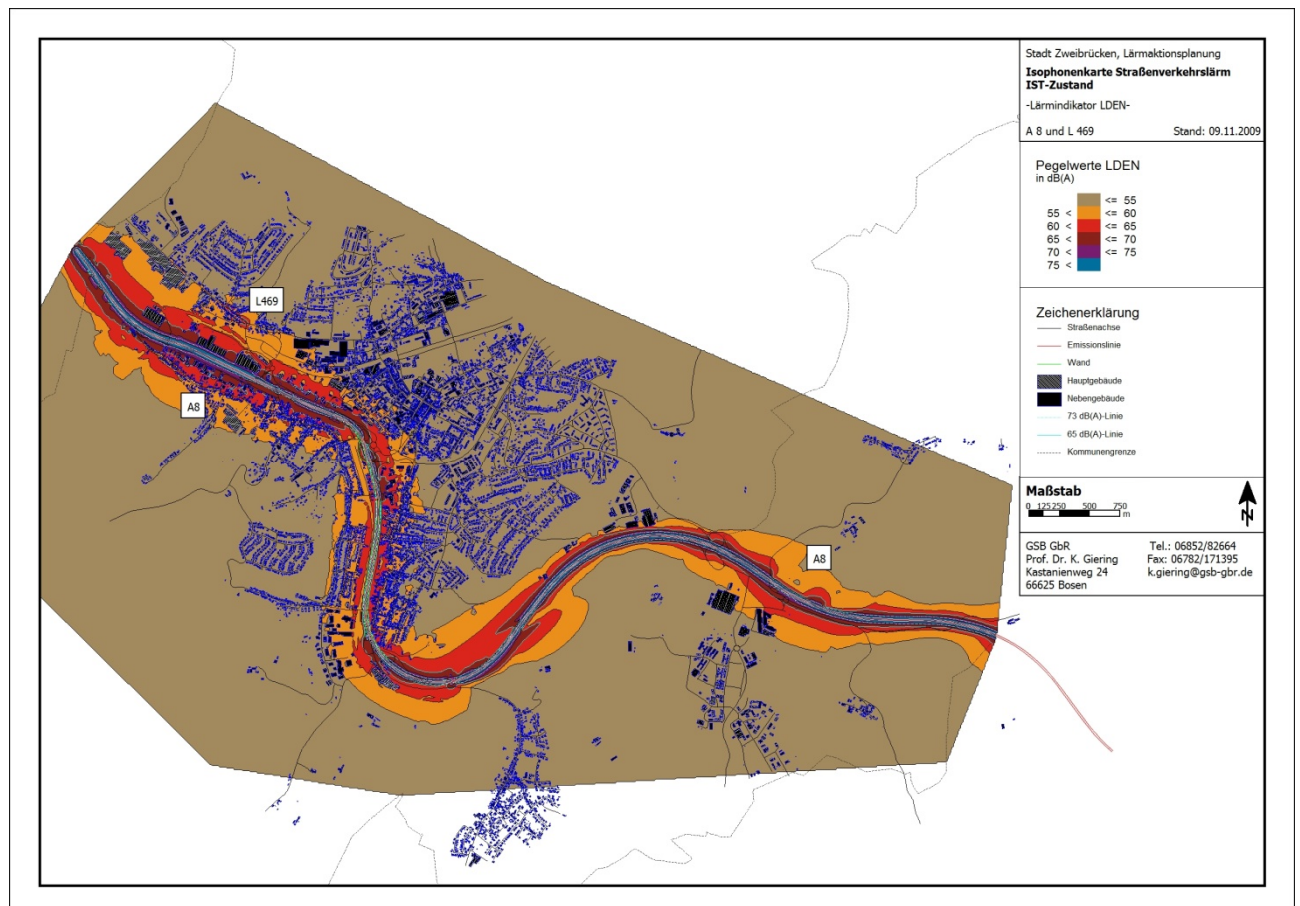 Stadt Zweibrücken, Lärmaktionsplanung
Isophonenkarte Straßenverkehrslärm
IST-Zustand
-Lärmindikator LDEN-
A 8 und L 469 Stand: 09.11.2009
Pegelwerte LDEN
in dB(A)
<= 55
55 < <= 60
60 < <= 65
65 < <= 70
70 < <= 75
75 <
Zeichenerklärung
Straßenachse
Emissionslinie
Wand
Hauptgebäude
Nebengebäude
73 dB(A)-Linie
65 dB(A)-Linie
Kommunengrenze
Maßstab
0 125 250 500 750
m
N
GSB GbR Tel.: 06852/82664
Prof. Dr. K. Giering Fax: 06782/171395
Kastanienweg 24 k.giering@gsb-gbr.de
66625 Bosen
L469
A8
A8